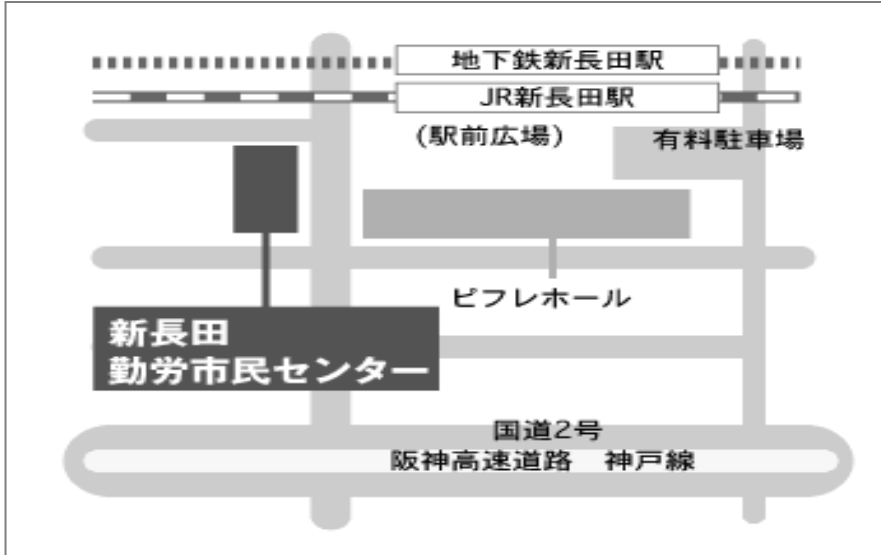 地下鉄新長田駅
JR新長田駅
(駅前広場)
有料駐車場
ピフレホール
新長田
勤労市民センター
国道2号
阪神高速道路　神戸線